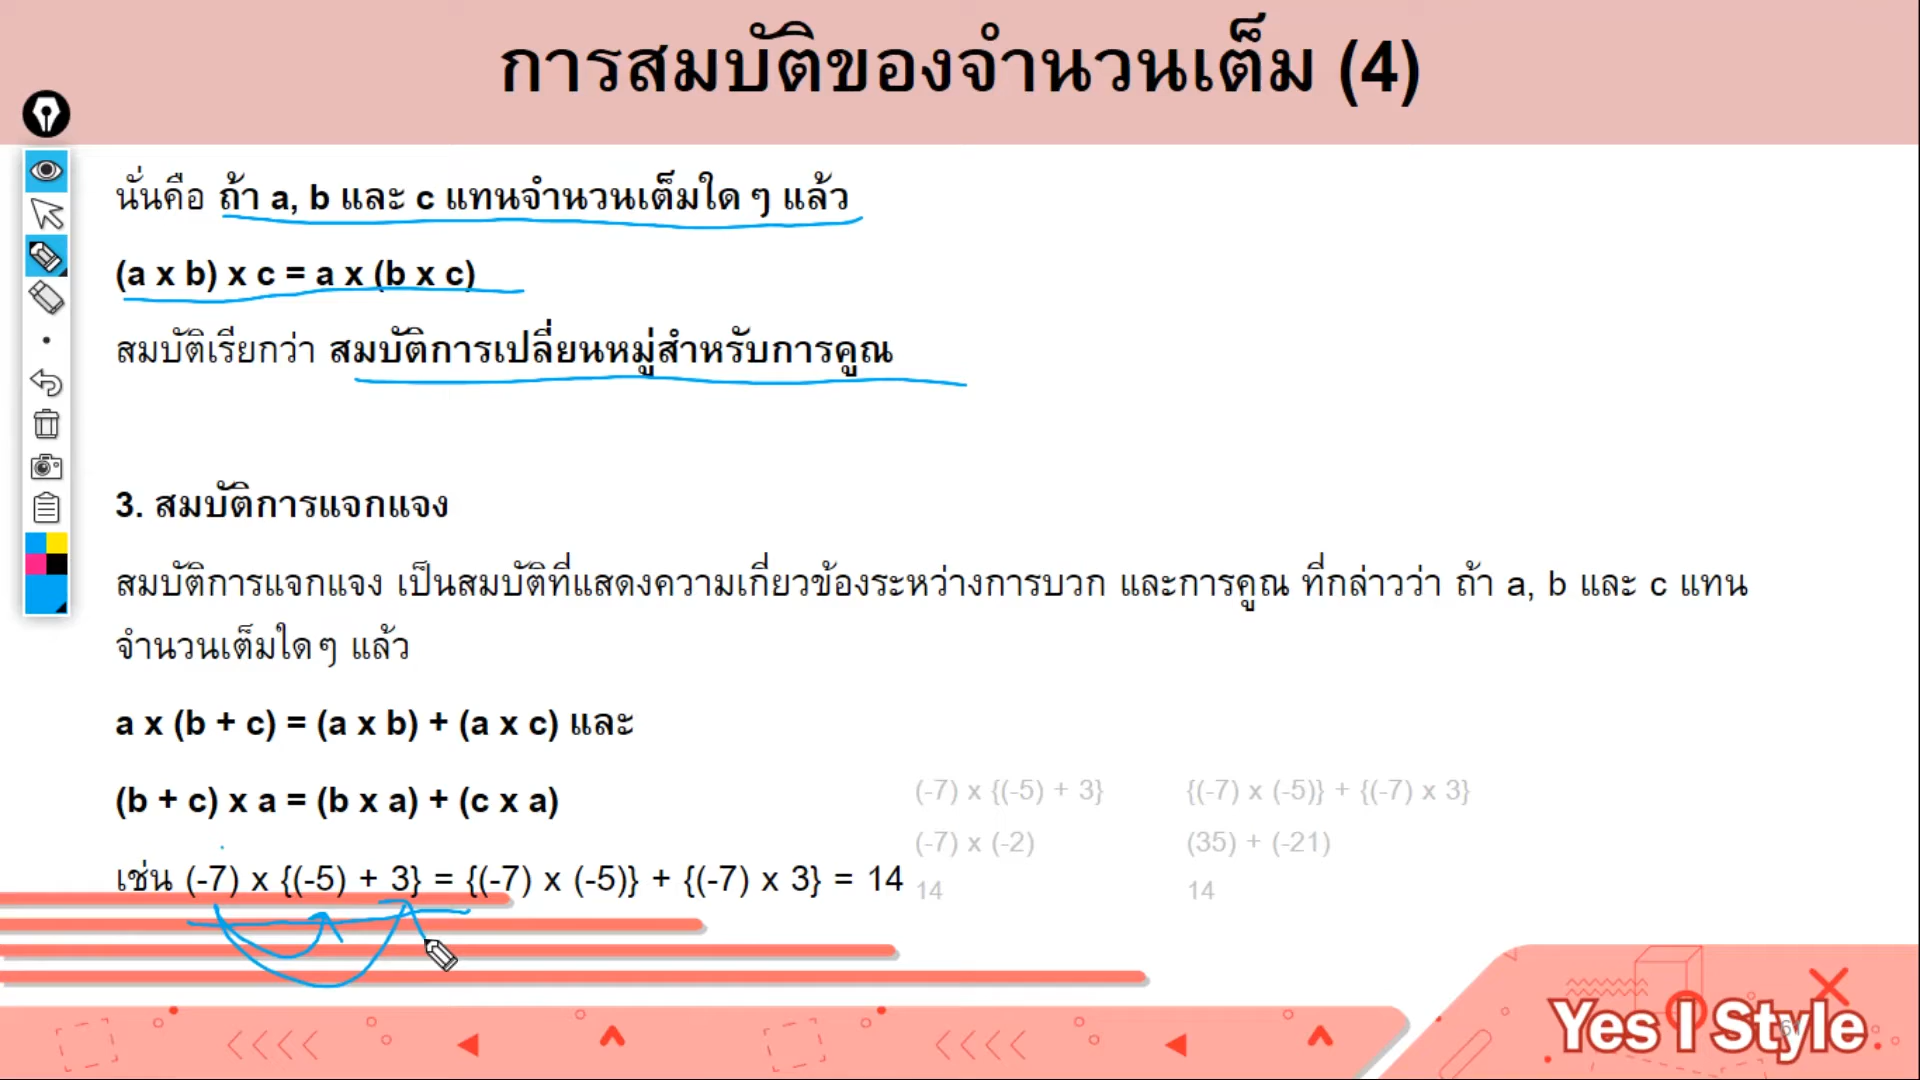 การสมบัติของจำนวนเต็ม (4)
นั่นคือ ถ้า a, b และ c แทนจำนวนเต็มใด ๆ แล้ว
(a x b) x c = a x (b x c)
สมบัติเรียกว่า สมบัติการเปลี่ยนหมู่สำหรับการคูณ
3. สมบัติการแจกแจง
สมบัติการแจกแจง เป็นสมบัติที่แสดงความเกี่ยวข้องระหว่างการบวก และการคูณ ที่กล่าวว่า ถ้า a, b และ c แทน
จำนวนเต็มใดๆ แล้ว
a x (b + c) = (a x b) + (a x c) และ
(b + c) x a = (b x a) + (c x a)
เช่น (-7) x {(-5) + 3} = {(-7) x (-5)} + {(-7) x 3} = 14
(-7) x {(-5) + 3}
(-7) x (-2)
14
{(-7) x (-5)} + {(-7) x 3}
(35) + (-21)
14
Yes I Style